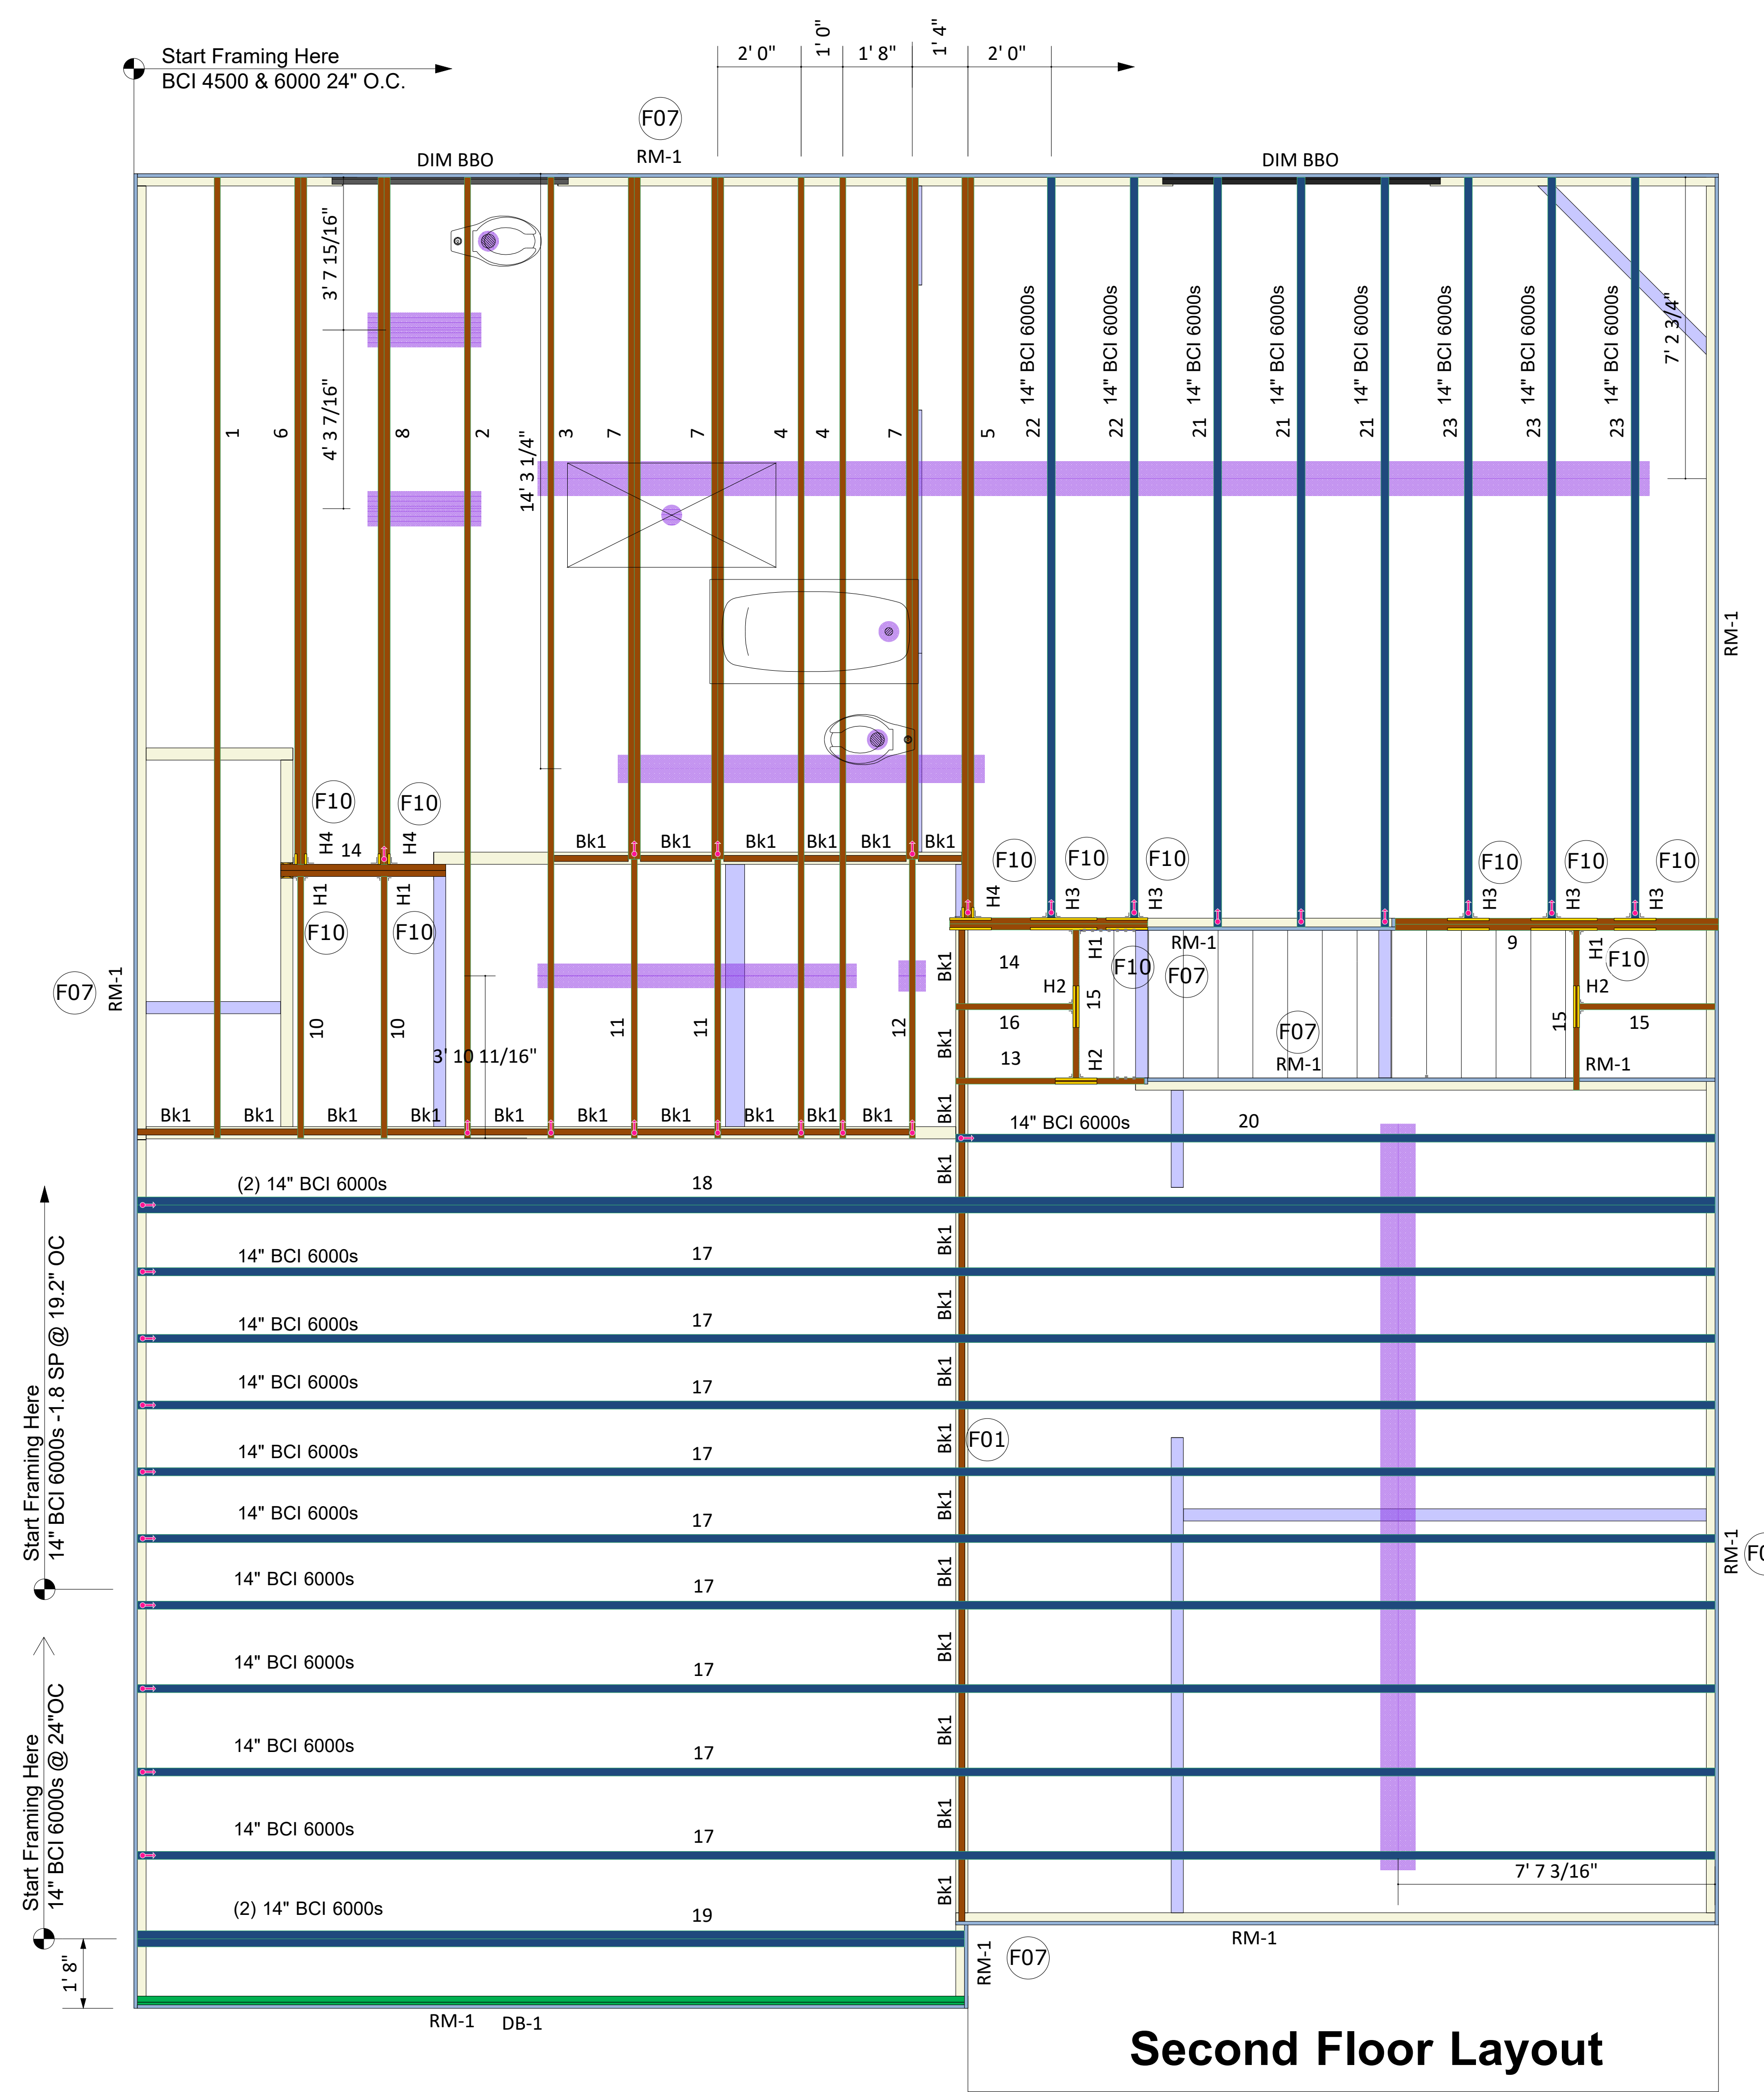 Start Framing Here
BCI 4500 & 6000 24" O.C.
2' 0"
1' 0"
1' 8"
1' 4"
2' 0"
F07
DIM BBO
RM-1
DIM BBO
3' 7 15/16"
4' 3 7/16"
14' 3 1/4"
7' 2 3/4"
1
6
8
2
3
7
7
4
4
7
5
22 14" BCI 6000s
22 14" BCI 6000s
21 14" BCI 6000s
21 14" BCI 6000s
21 14" BCI 6000s
23 14" BCI 6000s
23 14" BCI 6000s
23 14" BCI 6000s
RM-1
F10
F10
H4
14
H4
Bk1
Bk1
Bk1
Bk1
Bk1
Bk1
F10
F10
F10
F10
F10
F10
H4
H3
H3
H3
H3
H3
H1
H1
F10
F10
F07
RM-1
10
10
3' 10 11/16"
11
11
12
Bk1
14
H1
F10
RM-1
F07
9
H1
F10
H2
15
H2
16
15
15
Bk1
F07
13
H2
RM-1
RM-1
Bk1
Bk1
Bk1
Bk1
Bk1
Bk1
Bk1
Bk1
Bk1
Bk1
14" BCI 6000s
20
Bk1
(2) 14" BCI 6000s
18
Bk1
14" BCI 6000s
17
Bk1
14" BCI 6000s
17
Bk1
14" BCI 6000s
17
Bk1
F01
14" BCI 6000s
17
Bk1
14" BCI 6000s
17
Bk1
14" BCI 6000s
17
Bk1
14" BCI 6000s
17
Bk1
14" BCI 6000s
17
Bk1
14" BCI 6000s
17
Bk1
(2) 14" BCI 6000s
19
Start Framing Here
14" BCI 6000s -1.8 SP @ 19.2" OC
Start Framing Here
14" BCI 6000s @ 24"OC
1' 8"
RM-1
7' 7 3/16"
RM-1
RM-1
F07
RM-1
DB-1
Second Floor Layout